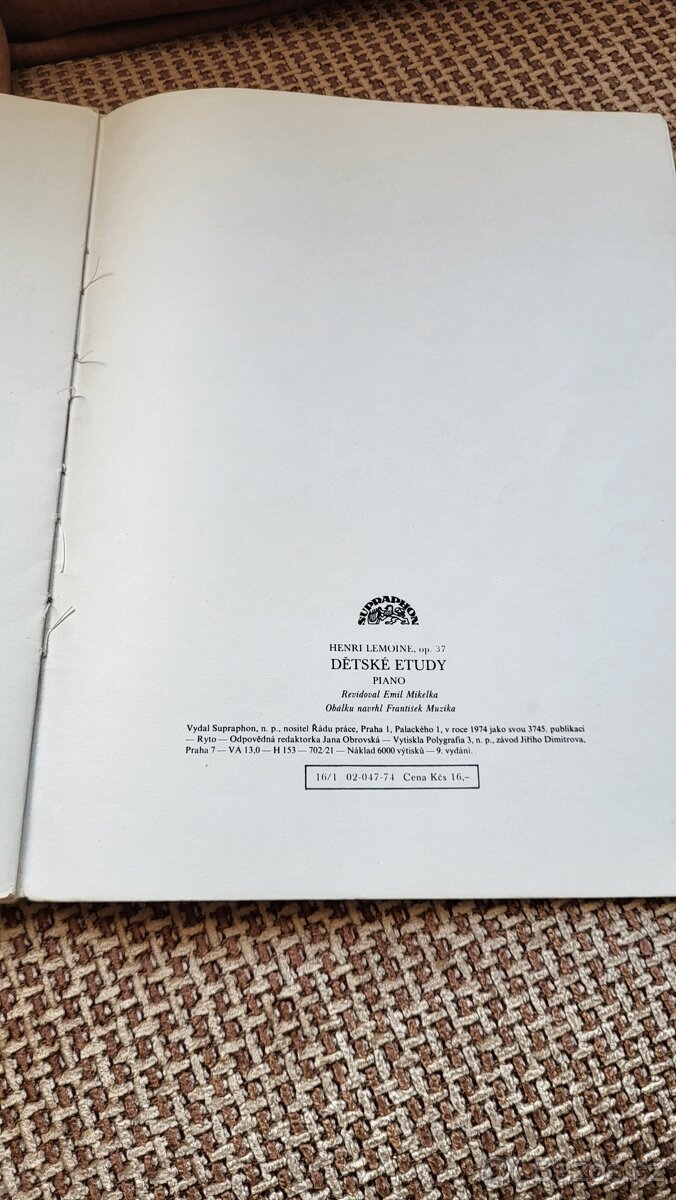 SUPRAPHON
HENRI LEMOINE, op. 37
DĚTSKÉ ETUDY
PIANO
Revidoval Emil Mikelka
Obálku navrhl František Muzika
Vydal Supraphon, n. p., nositel Řádu práce, Praha 1, Palackého 1, v roce 1974 jako svou 3745. publikaci
— Ryto — Odpovědná redaktorka Jana Obrovská — Vytiskla Polygrafia 3, n. p., závod Jiřího Dimitrova,
Praha 7 — VA 13,0 — H 153 — 702/21 — Náklad 6000 výtisků — 9. vydání.
16/1 02-047-74 Cena Kčs 16,-